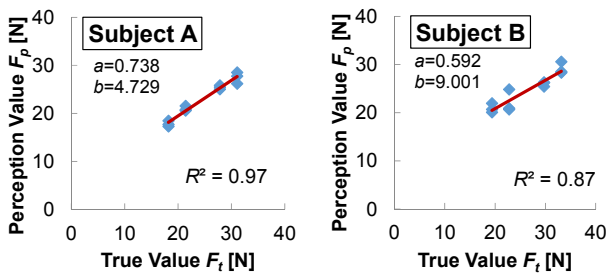 Subject A
a=0.738
b=4.729
R² = 0.97
Perception Value Fp [N]
40
30
20
10
0
0 10 20 30 40
True Value Ft [N]
Subject B
a=0.592
b=9.001
R² = 0.87
Perception Value Fp [N]
40
30
20
10
0
0 10 20 30 40
True Value Ft [N]